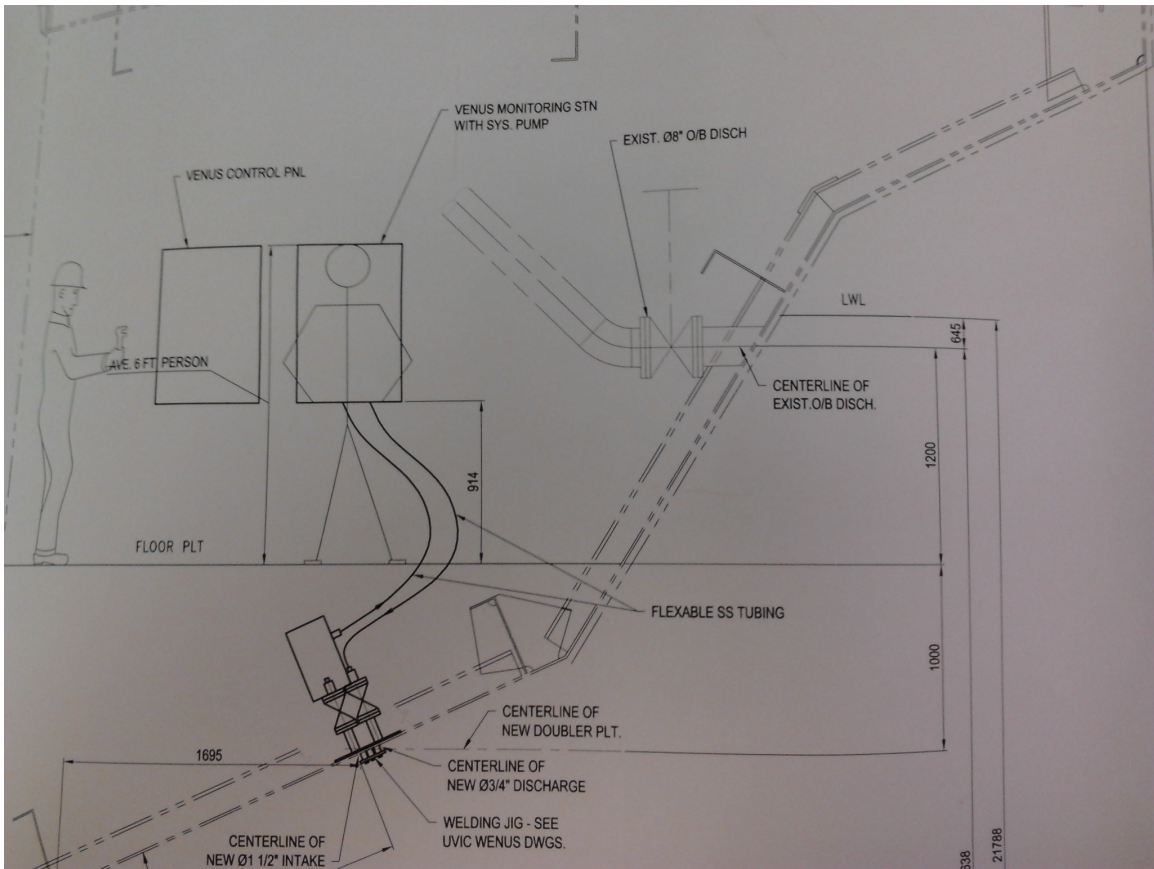 VENUS MONITORING STN
WITH SYS. PUMP
EXIST. Ø8" O/B DISCH
VENUS CONTROL PNL
LWL
645
AVE. 6 FT PERSON
CENTERLINE OF
EXIST.O/B DISCH.
1200
914
FLOOR PLT
FLEXABLE SS TUBING
1000
CENTERLINE OF
NEW DOUBLER PLT.
1695
CENTERLINE OF
NEW Ø3/4" DISCHARGE
WELDING JIG - SEE
UVIC WENUS DWGS.
CENTERLINE OF
NEW Ø1 1/2" INTAKE
21788